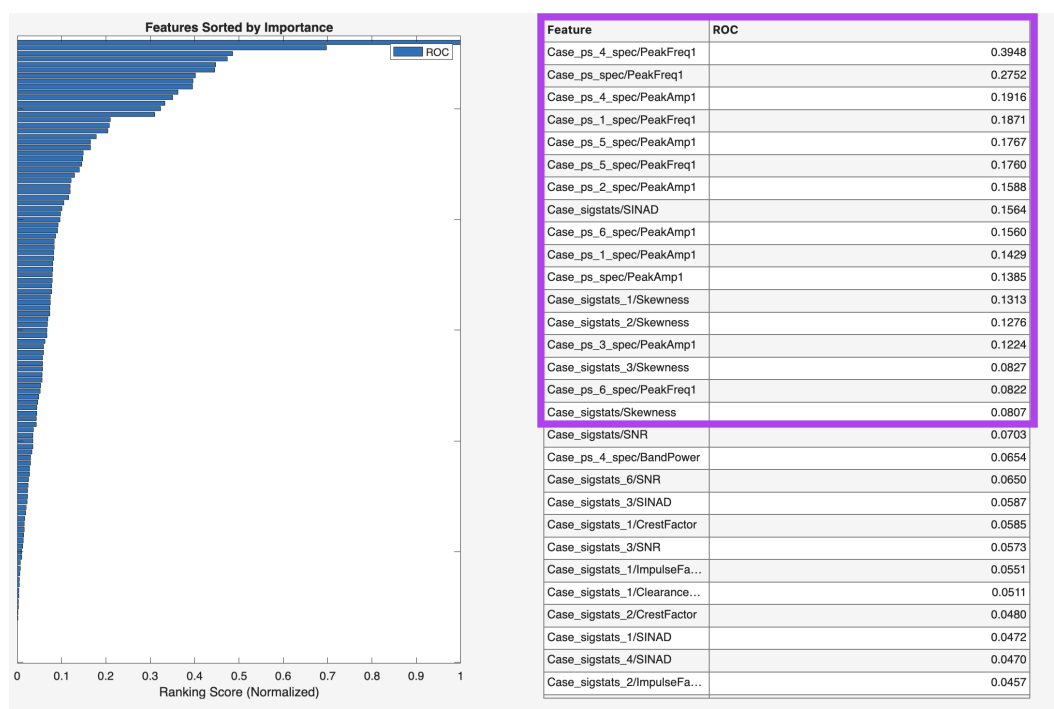 Features Sorted by Importance
ROC
0 0.1 0.2 0.3 0.4 0.5 0.6 0.7 0.8 0.9 1
Ranking Score (Normalized)
Feature ROC
Case_ps_4_spec/PeakFreq1 0.3948
Case_ps_spec/PeakFreq1 0.2752
Case_ps_4_spec/PeakAmp1 0.1916
Case_ps_1_spec/PeakFreq1 0.1871
Case_ps_5_spec/PeakAmp1 0.1767
Case_ps_5_spec/PeakFreq1 0.1760
Case_ps_2_spec/PeakAmp1 0.1588
Case_sigstats/SINAD 0.1564
Case_ps_6_spec/PeakAmp1 0.1560
Case_ps_1_spec/PeakAmp1 0.1429
Case_ps_spec/PeakAmp1 0.1385
Case_sigstats_1/Skewness 0.1313
Case_sigstats_2/Skewness 0.1276
Case_ps_3_spec/PeakAmp1 0.1224
Case_sigstats_3/Skewness 0.0827
Case_ps_6_spec/PeakFreq1 0.0822
Case_sigstats/Skewness 0.0807
Case_sigstats/SNR 0.0703
Case_ps_4_spec/BandPower 0.0654
Case_sigstats_6/SNR 0.0650
Case_sigstats_3/SINAD 0.0587
Case_sigstats_1/CrestFactor 0.0585
Case_sigstats_3/SNR 0.0573
Case_sigstats_1/ImpulseFa... 0.0551
Case_sigstats_1/Clearance... 0.0511
Case_sigstats_2/CrestFactor 0.0480
Case_sigstats_1/SINAD 0.0472
Case_sigstats_4/SINAD 0.0470
Case_sigstats_2/ImpulseFa... 0.0457